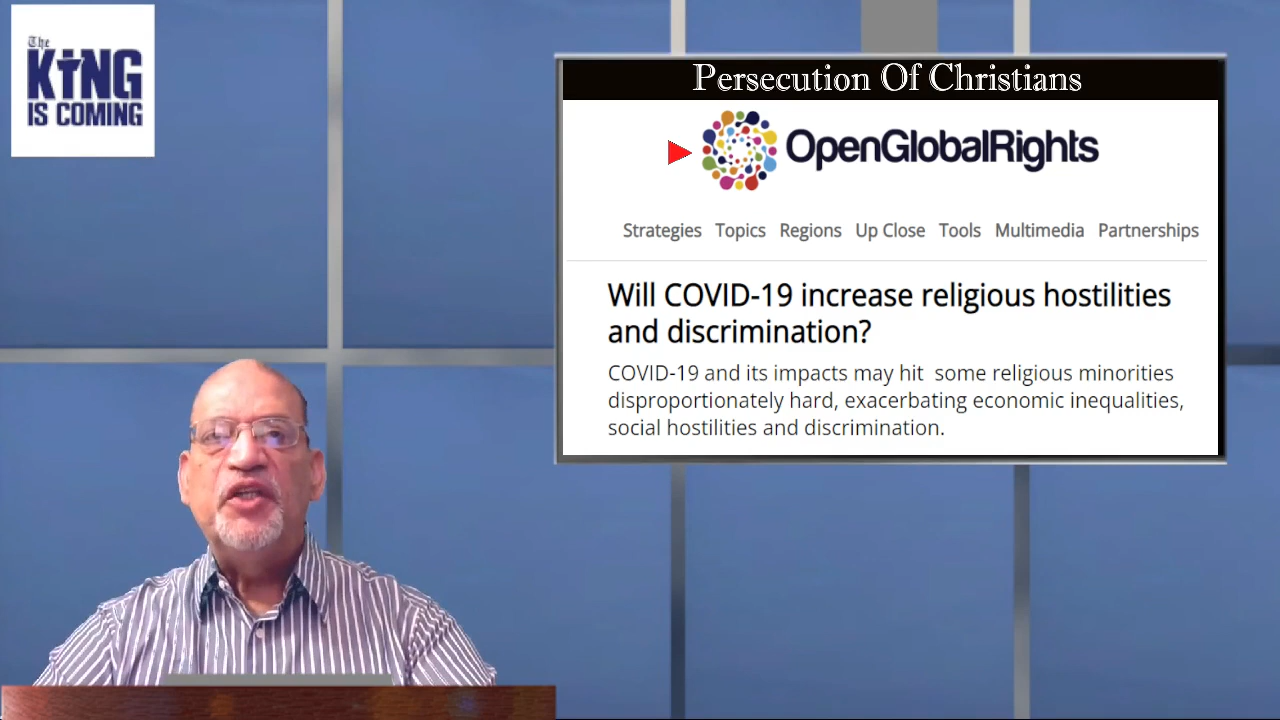 The
KING
IS COMING
Persecution Of Christians
OpenGlobalRights
Strategies Topics Regions Up Close Tools Multimedia Partnerships
Will COVID-19 increase religious hostilities
and discrimination?
COVID-19 and its impacts may hit some religious minorities
disproportionately hard, exacerbating economic inequalities,
social hostilities and discrimination.